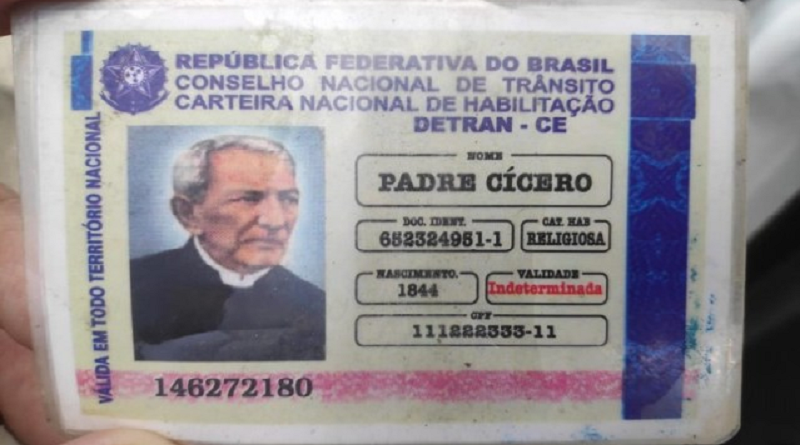 REPÚBLICA FEDERATIVA DO BRASIL
CONSELHO NACIONAL DE TRÂNSITO
CARTEIRA NACIONAL DE HABILITAÇÃO
DETRAN - CE
VÁLIDA EM TODO TERRITÓRIO NACIONAL
NOME
PADRE CÍCERO
DOC. IDENT. CAT. HAB
652324951-1 RELIGIOSA
NASCIMENTO. VALIDADE
1844 Indeterminada
CPF
111222333-11
146272180